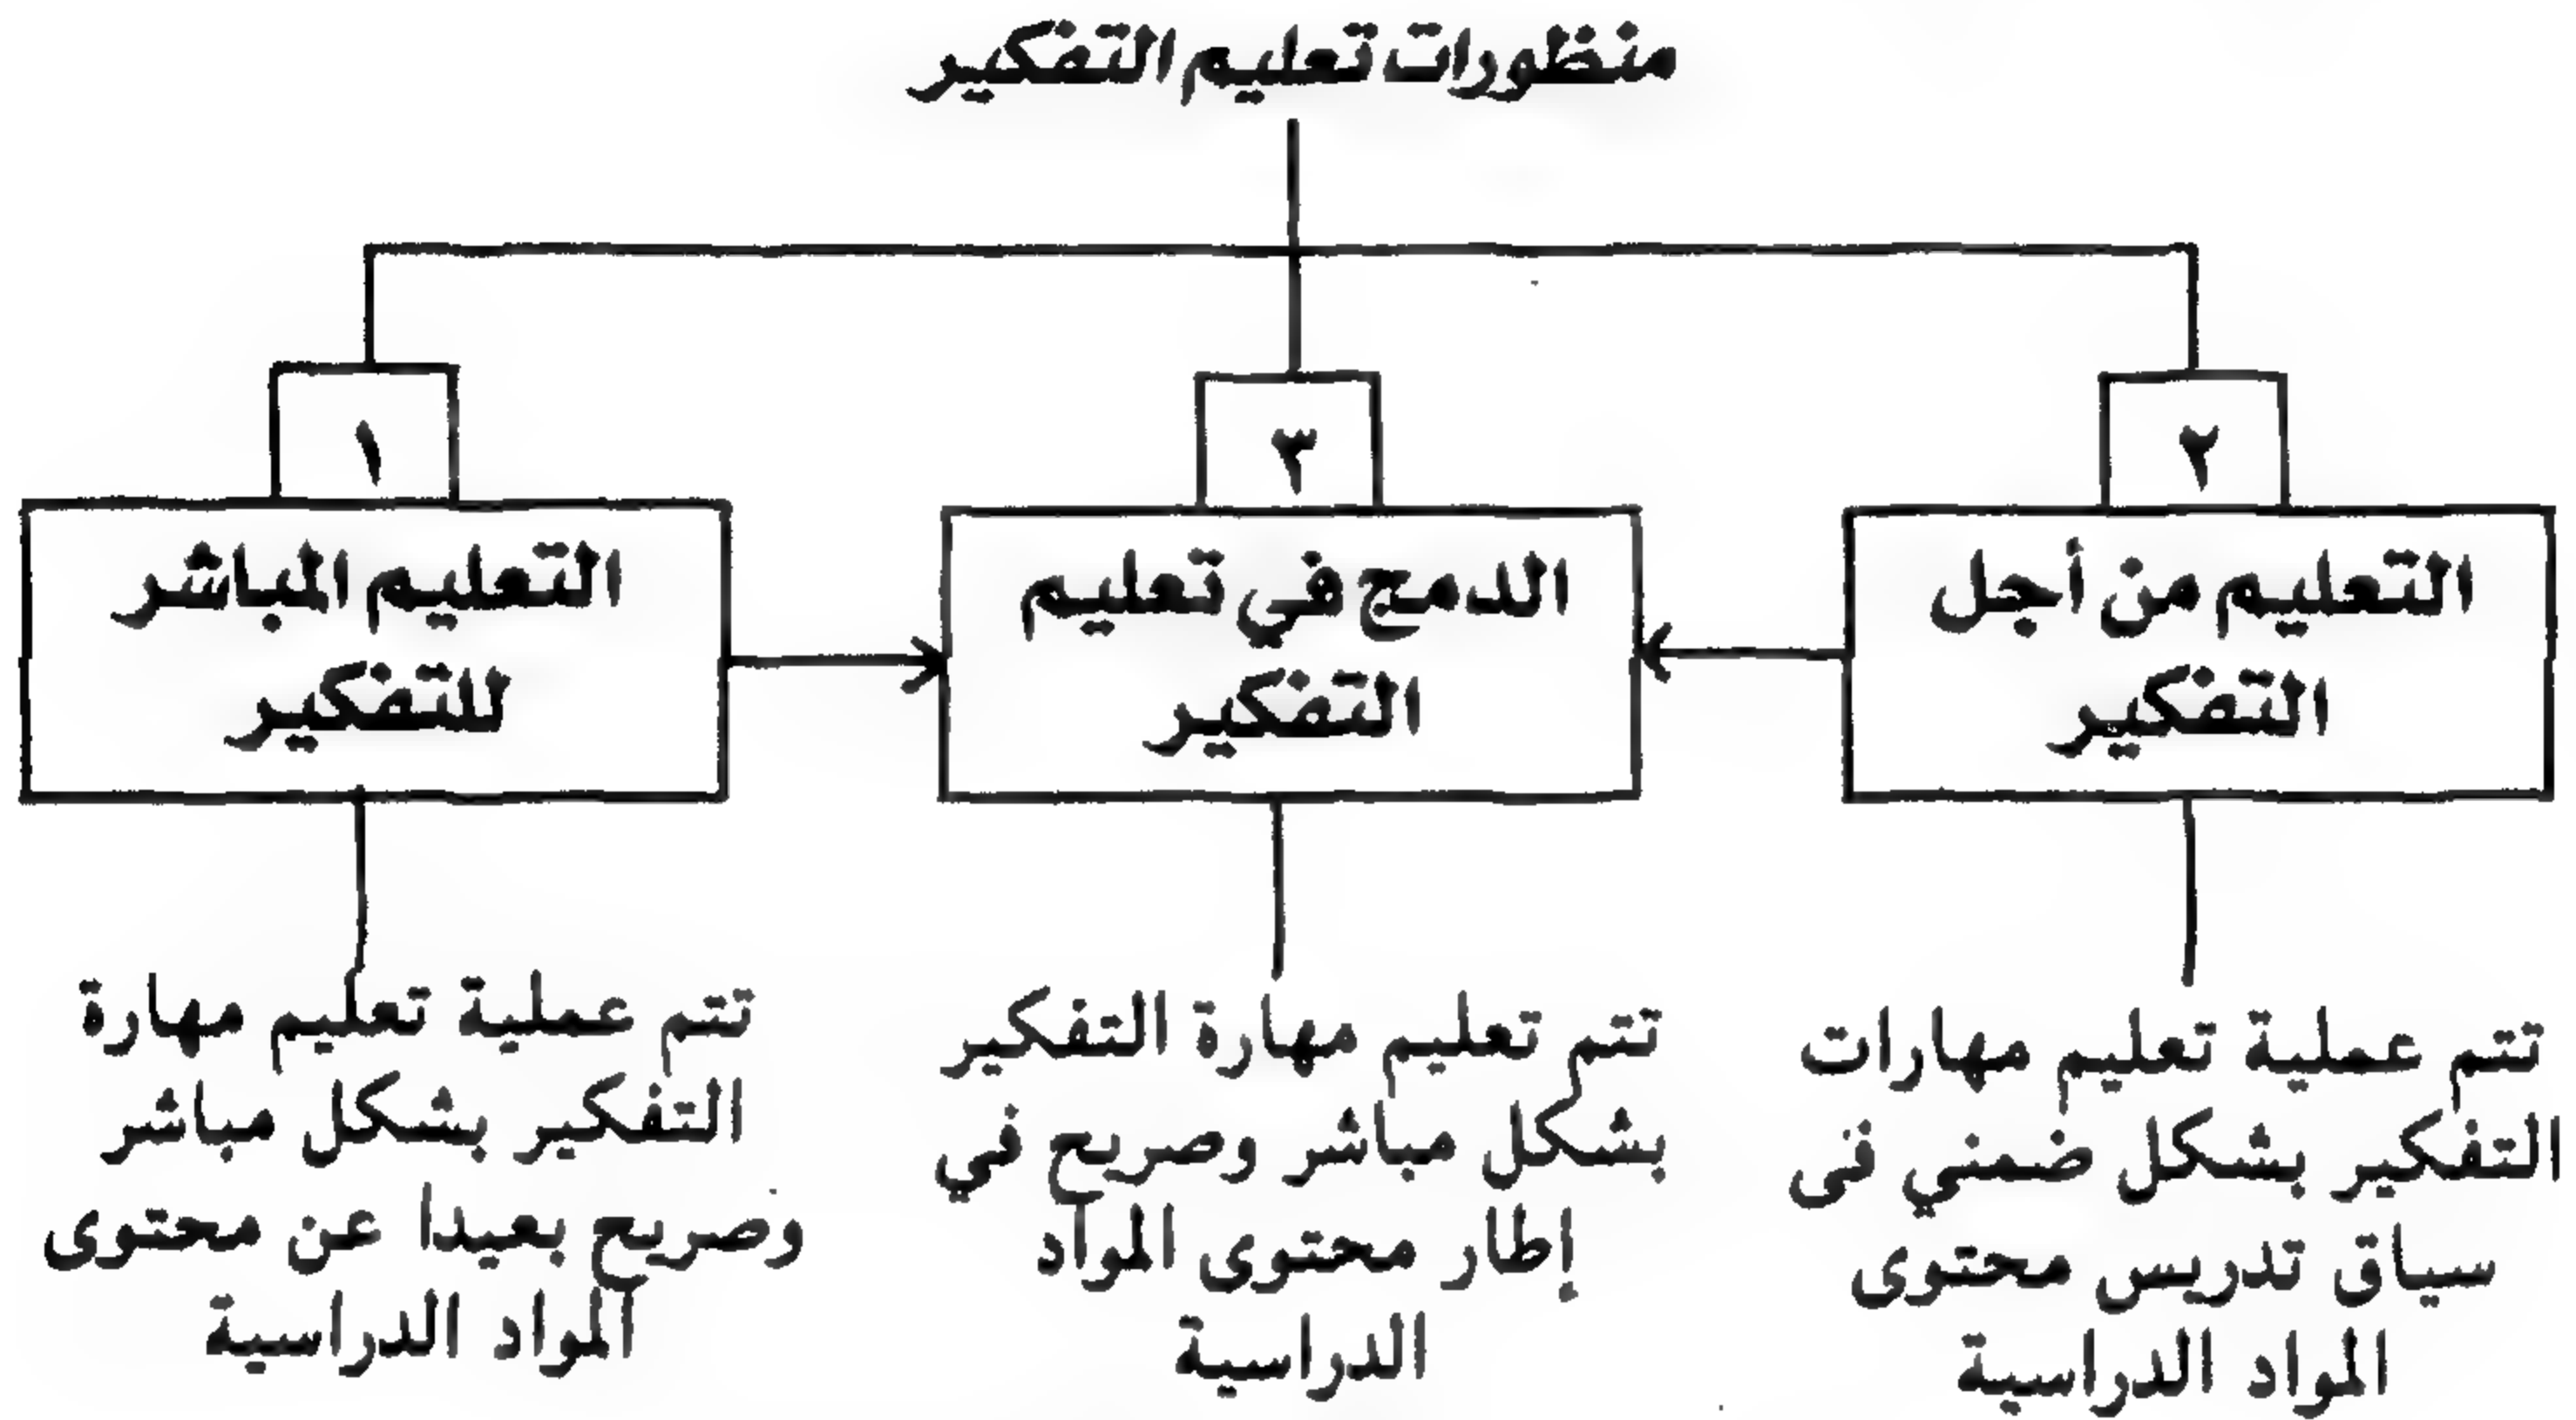 منظورات تعليم التفكير
٢
التعليم من أجل
التفكير
تتم عملية تعليم مهارات
التفكير بشكل ضمني فى
سياق تدريس محتوى
المواد الدراسية
٣
الدمج في تعليم
التفكير
تتم تعليم مهارة التفكير
بشكل مباشر وصريح في
إطار محتوى المواد
الدراسية
١
التعليم المباشر
للتفكير
تتم عملية تعليم مهارة
التفكير بشكل مباشر
وصريح بعيدا عن محتوى
المواد الدراسية